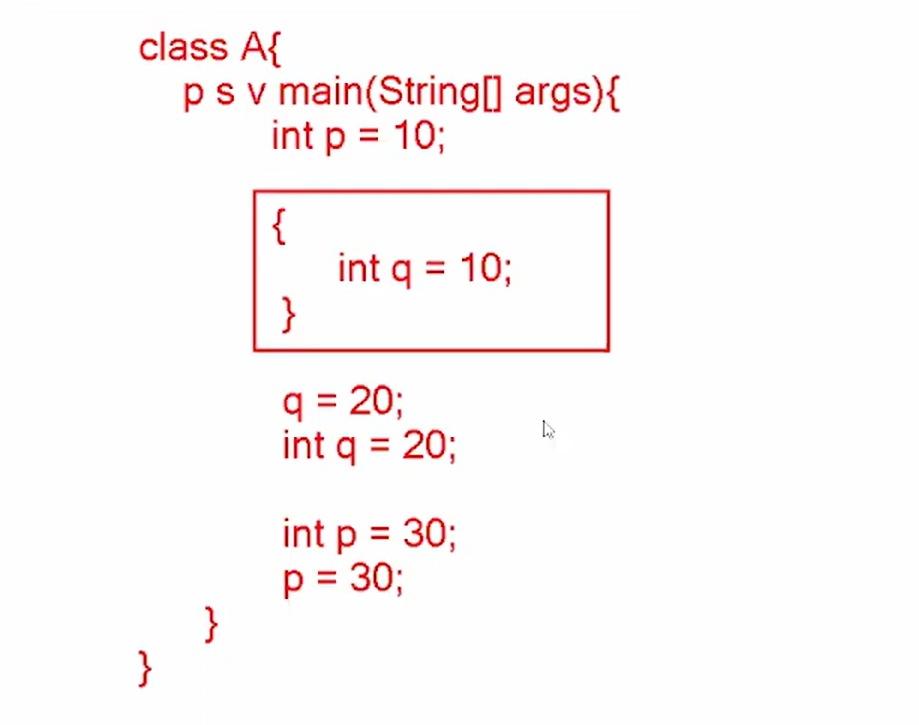 class A{
p s v main(String[] args){
int p = 10;
{
int q = 10;
}
q = 20;
int q = 20;
int p = 30;
p = 30;
}
}